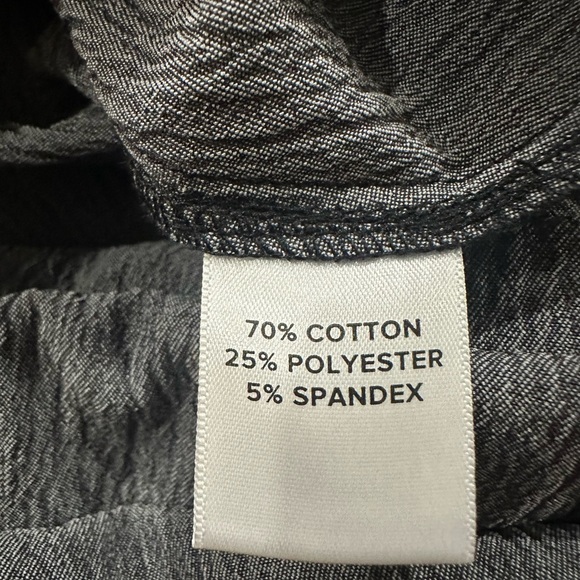 70% COTTON
25% POLYESTER
5% SPANDEX